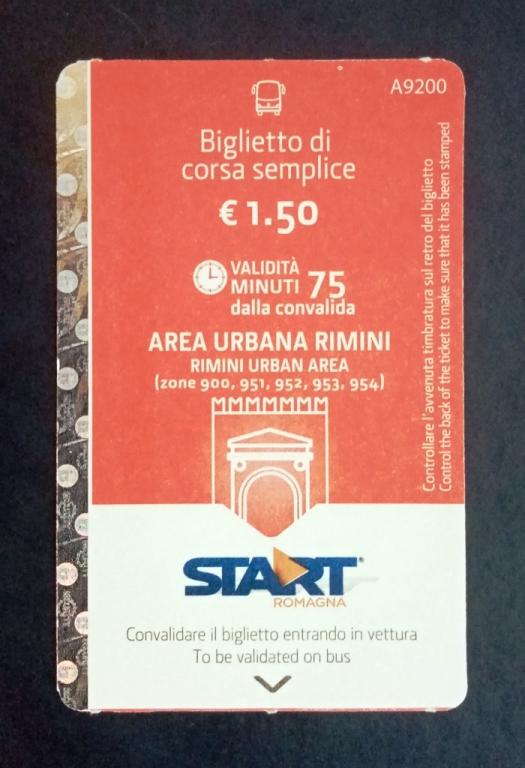 A9200
Biglietto di
corsa semplice
€ 1.50
VALIDITÀ
MINUTI 75
dalla convalida
AREA URBANA RIMINI
RIMINI URBAN AREA
(zone 900, 951, 952, 953, 954)
Controllare l'avvenuta timbratura sul retro del biglietto
Control the back of the ticket to make sure that it has been stamped
START®
ROMAGNA
Convalidare il biglietto entrando in vettura
To be validated on bus